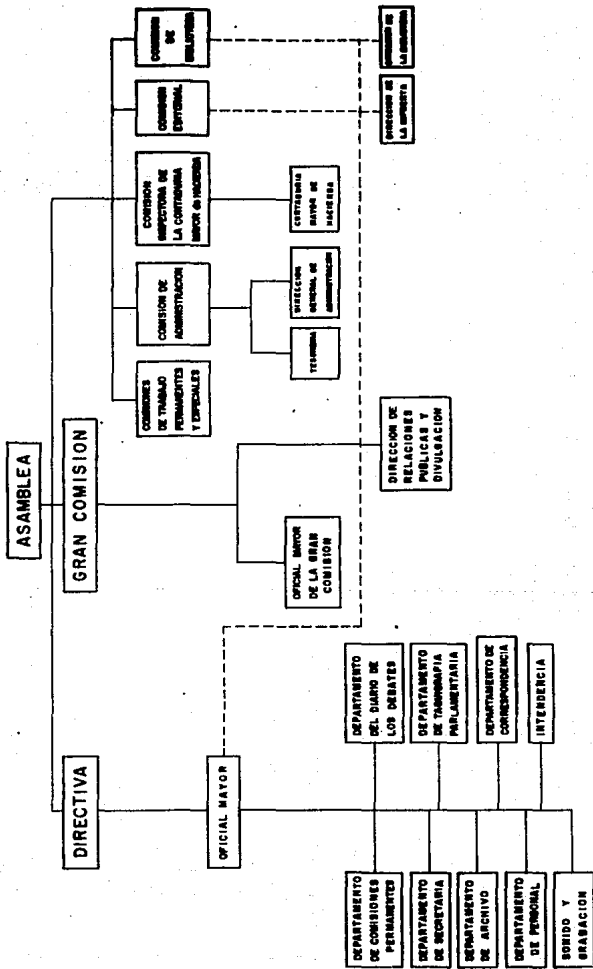 ASAMBLEA
DIRECTIVA
GRAN COMISION
COMISIONES
DE TRABAJO
PERMANENTES
Y ESPECIALES
COMISION DE
ADMINISTRACION
COMISION
INSPECTORA DE
LA CONTADURIA
MAYOR de HACIENDA
COMISION
EDITORIAL
COMISION
DE
BIBLIOTECA
OFICIAL MAYOR
OFICIAL MAYOR
DE LA GRAN
COMISION
DIRECCION DE
RELACIONES
PUBLICAS Y
DIVULGACION
TESORERIA
DIRECCION
GENERAL DE
ADMINISTRACION
CONTADURIA
MAYOR DE
HACIENDA
DIRECCION DE
LA IMPRENTA
DE
LA
DEPARTAMENTO
DE COMISIONES
PERMANENTES
DEPARTAMENTO
DEL DIARIO DE
LOS DEBATES
DEPARTAMENTO
DE SECRETARIA
DEPARTAMENTO
DE TAQUIGRAFIA
PARLAMENTARIA
DEPARTAMENTO
DE ARCHIVO
DEPARTAMENTO DE
CORRESPONDENCIA
DEPARTAMENTO
DE PERSONAL
INTENDENCIA
SONIDO Y
GRABACION